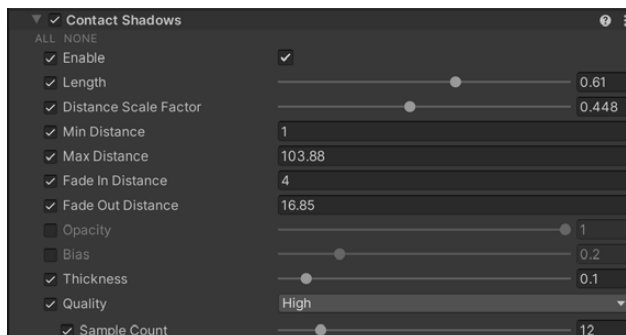 Contact Shadows
ALL NONE
Enable
Length 0.61
Distance Scale Factor 0.448
Min Distance 1
Max Distance 103.88
Fade In Distance 4
Fade Out Distance 16.85
Opacity 1
Bias 0.2
Thickness 0.1
Quality High
Sample Count 12